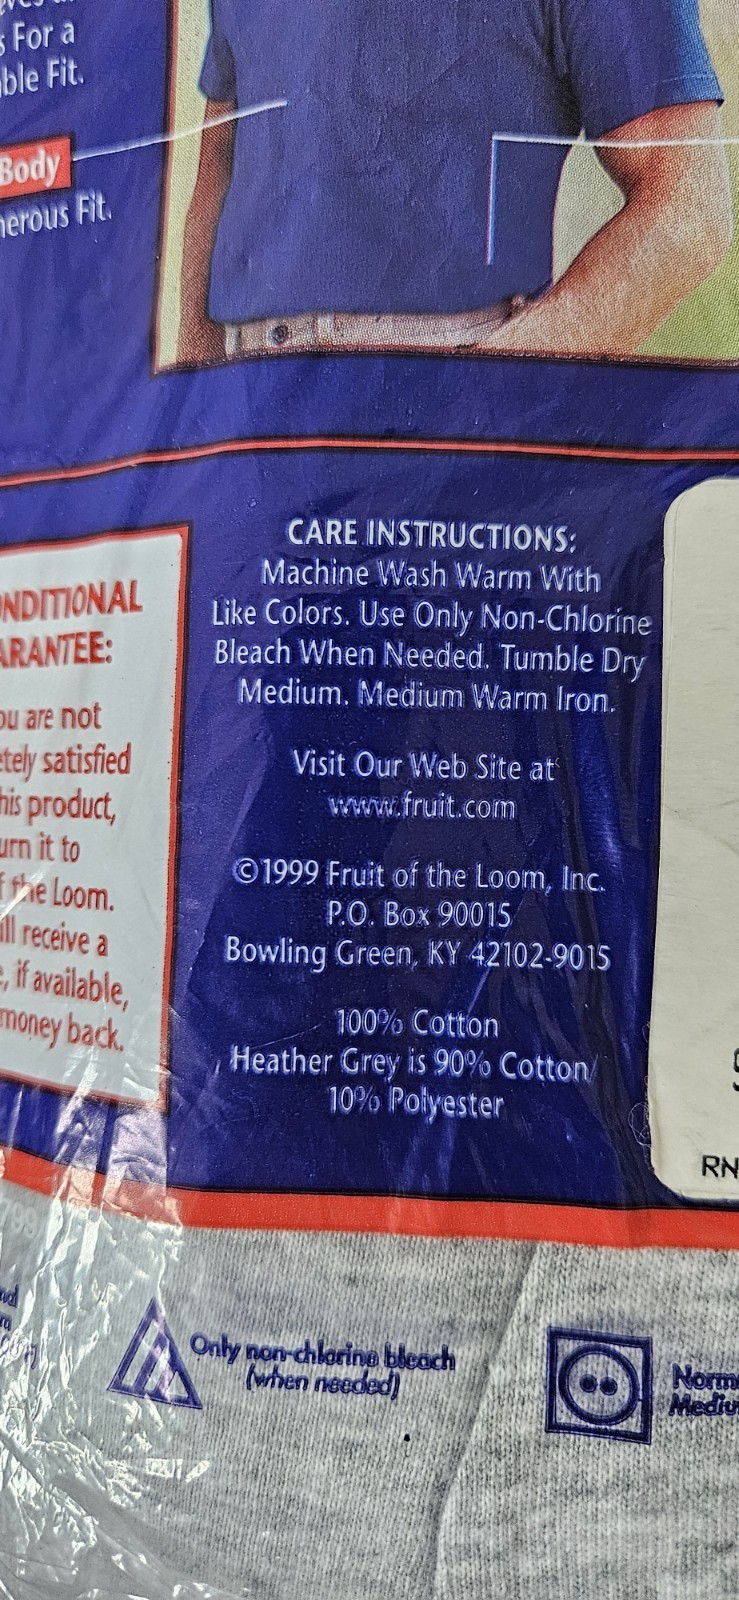 s For a
ble Fit.
Body
nerous Fit.
CARE INSTRUCTIONS:
Machine Wash Warm With
Like Colors. Use Only Non-Chlorine
Bleach When Needed. Tumble Dry
Medium. Medium Warm Iron.
Visit Our Web Site at
www.fruit.com
©1999 Fruit of the Loom, Inc.
P.O. Box 90015
Bowling Green, KY 42102-9015
100% Cotton
Heather Grey is 90% Cotton/
10% Polyester
NDITIONAL
ARANTEE:
ou are not
etely satisfied
his product,
urn it to
f the Loom.
ill receive a
e, if available,
money back.
RN
Only non-chlorine bleach
(when needed)
Norm
Mediu